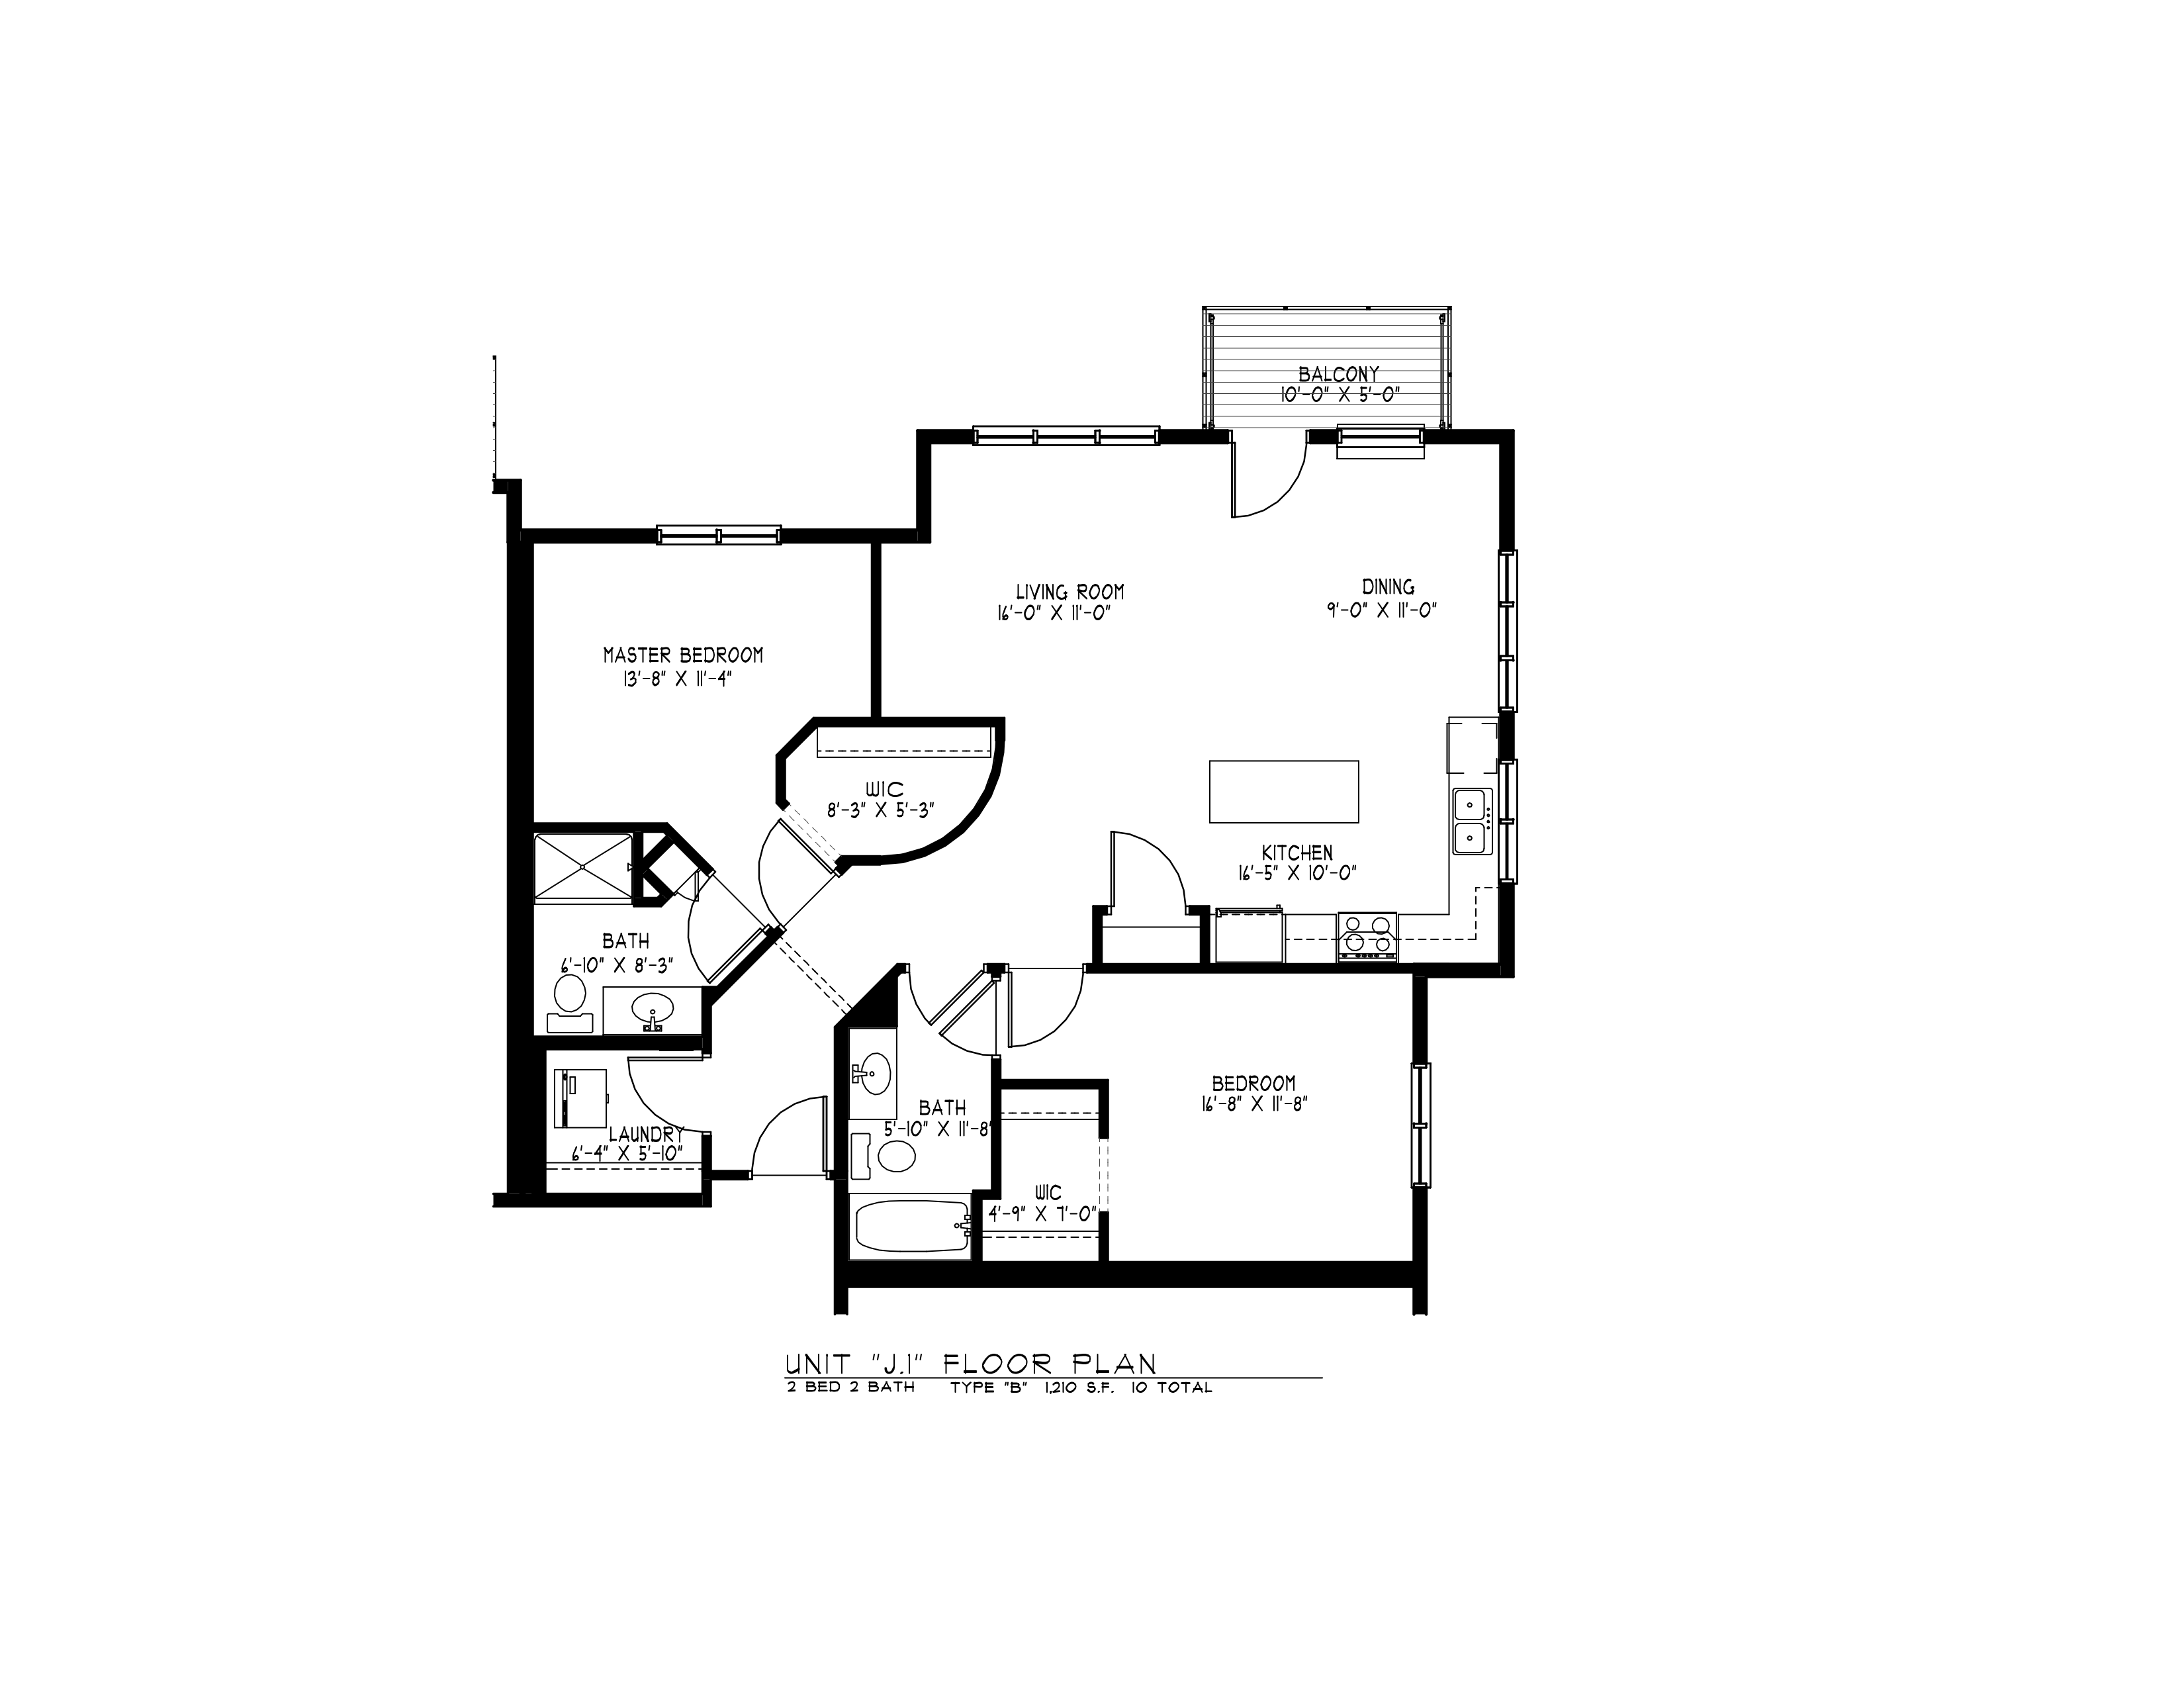 BALCONY
10'-0" X 5'-0"
LIVING ROOM
16'-0" X 11'-0"
DINING
9'-0" X 11'-0"
MASTER BEDROOM
13'-8" X 11'-4"
WIC
8'-3" X 5'-3"
KITCHEN
16'-5" X 10'-0"
BATH
6'-10" X 8'-3"
BEDROOM
16'-8" X 11'-8"
BATH
5'-10" X 11'-8"
LAUNDRY
6'-4" X 5'-10"
WIC
4'-9" X 7'-0"
UNIT "J.1" FLOOR PLAN
2 BED 2 BATH TYPE "B" 1,210 S.F. 10 TOTAL